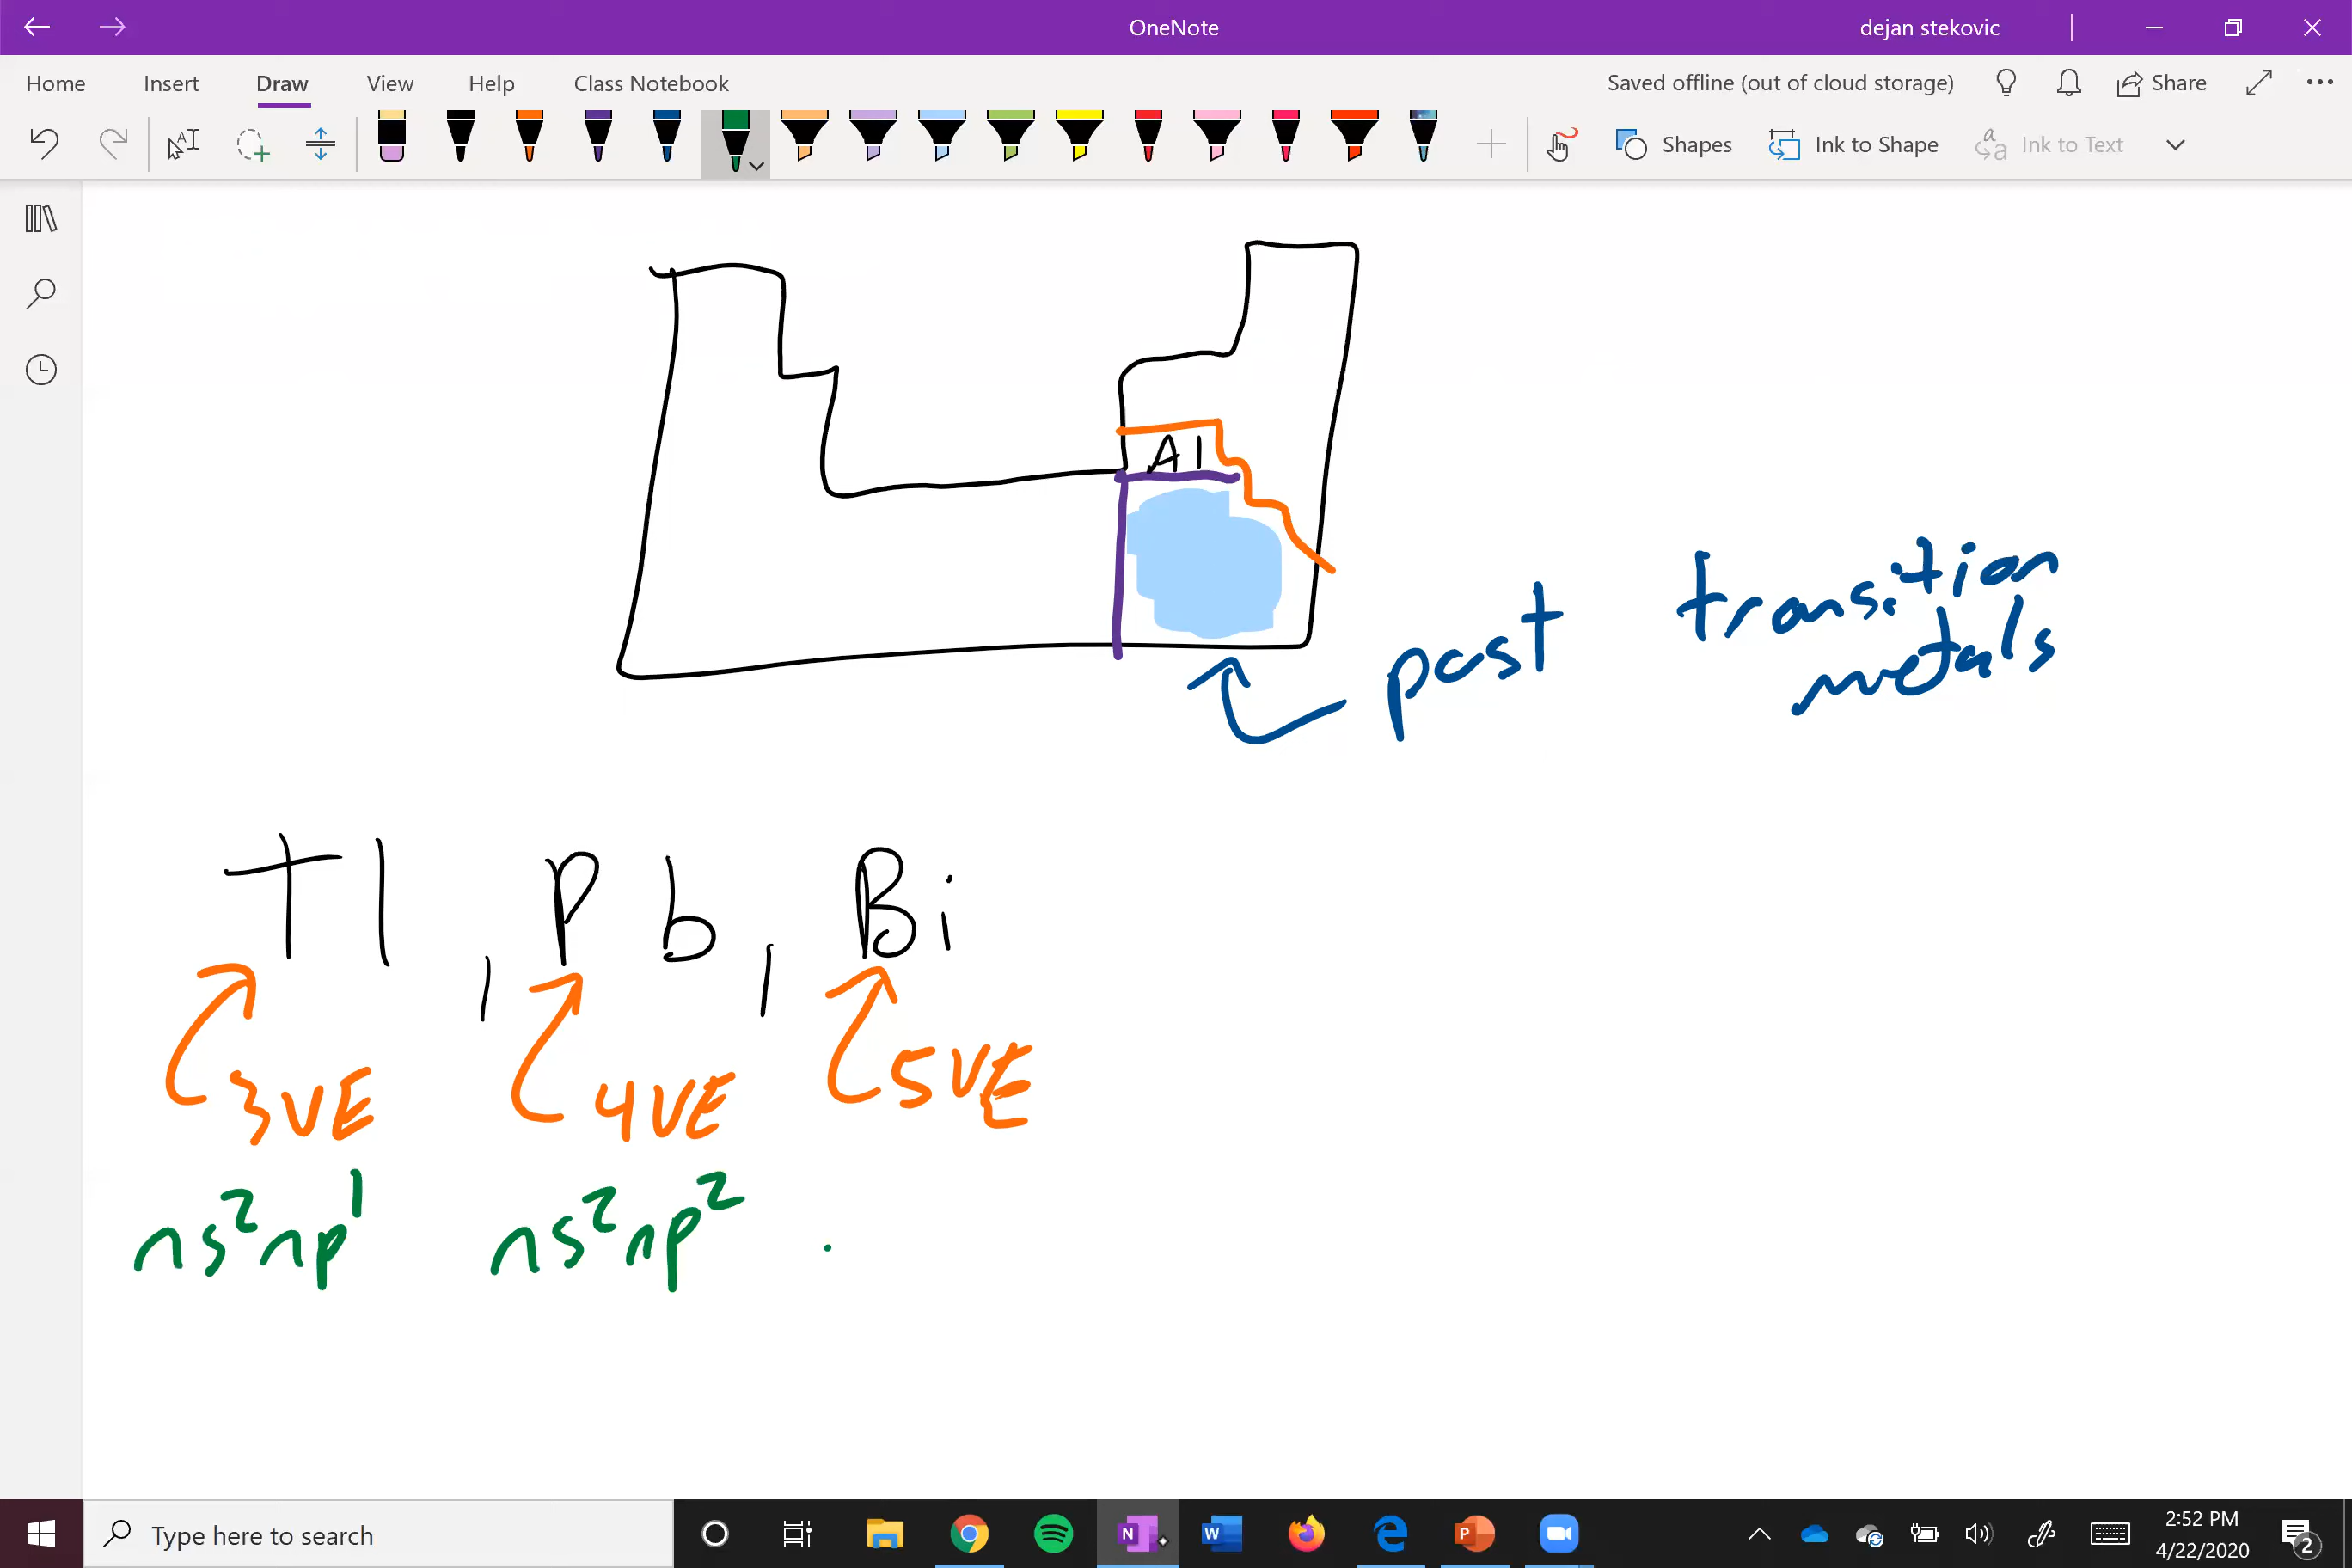 OneNote
dejan stekovic
Home Insert Draw View Help Class Notebook
Saved offline (out of cloud storage)
Share
Shapes
Ink to Shape
Ink to Text
Al
post transition
metals
Tl, Pb, Bi
3VE 4VE 5VE
ns²np¹ ns²np²
Type here to search
2:52 PM
4/22/2020
2